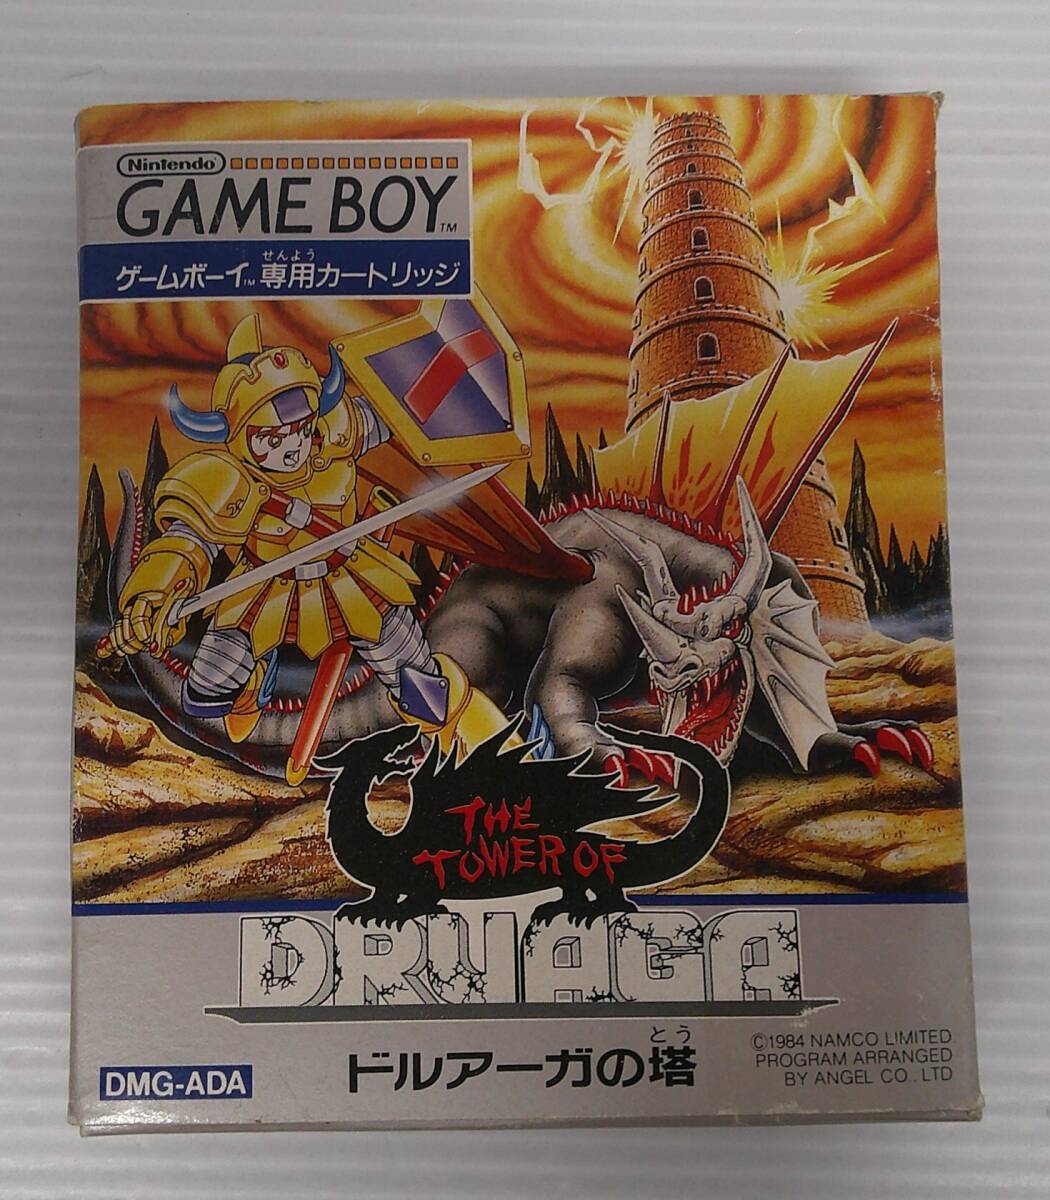 Nintendo
GAME BOY™
せんよう
ゲームボーイ™専用カートリッジ
THE
TOWER OF
DRUAGA
とう
ドルアーガの塔
DMG-ADA
©1984 NAMCO LIMITED
PROGRAM ARRANGED
BY ANGEL CO., LTD